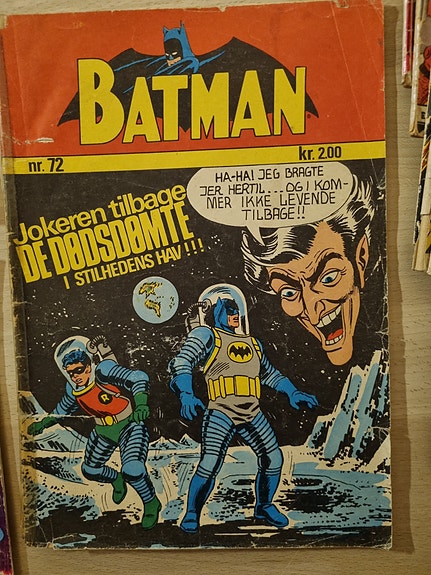 BATMAN
nr. 72
kr. 2.00
Jokeren tilbage
DE DØDSDØMTE
I STILHEDENS HAV!!!
HA-HA! JEG BRAGTE
JER HERTIL... OG I KOM-
MER IKKE LEVENDE
TILBAGE!!
R